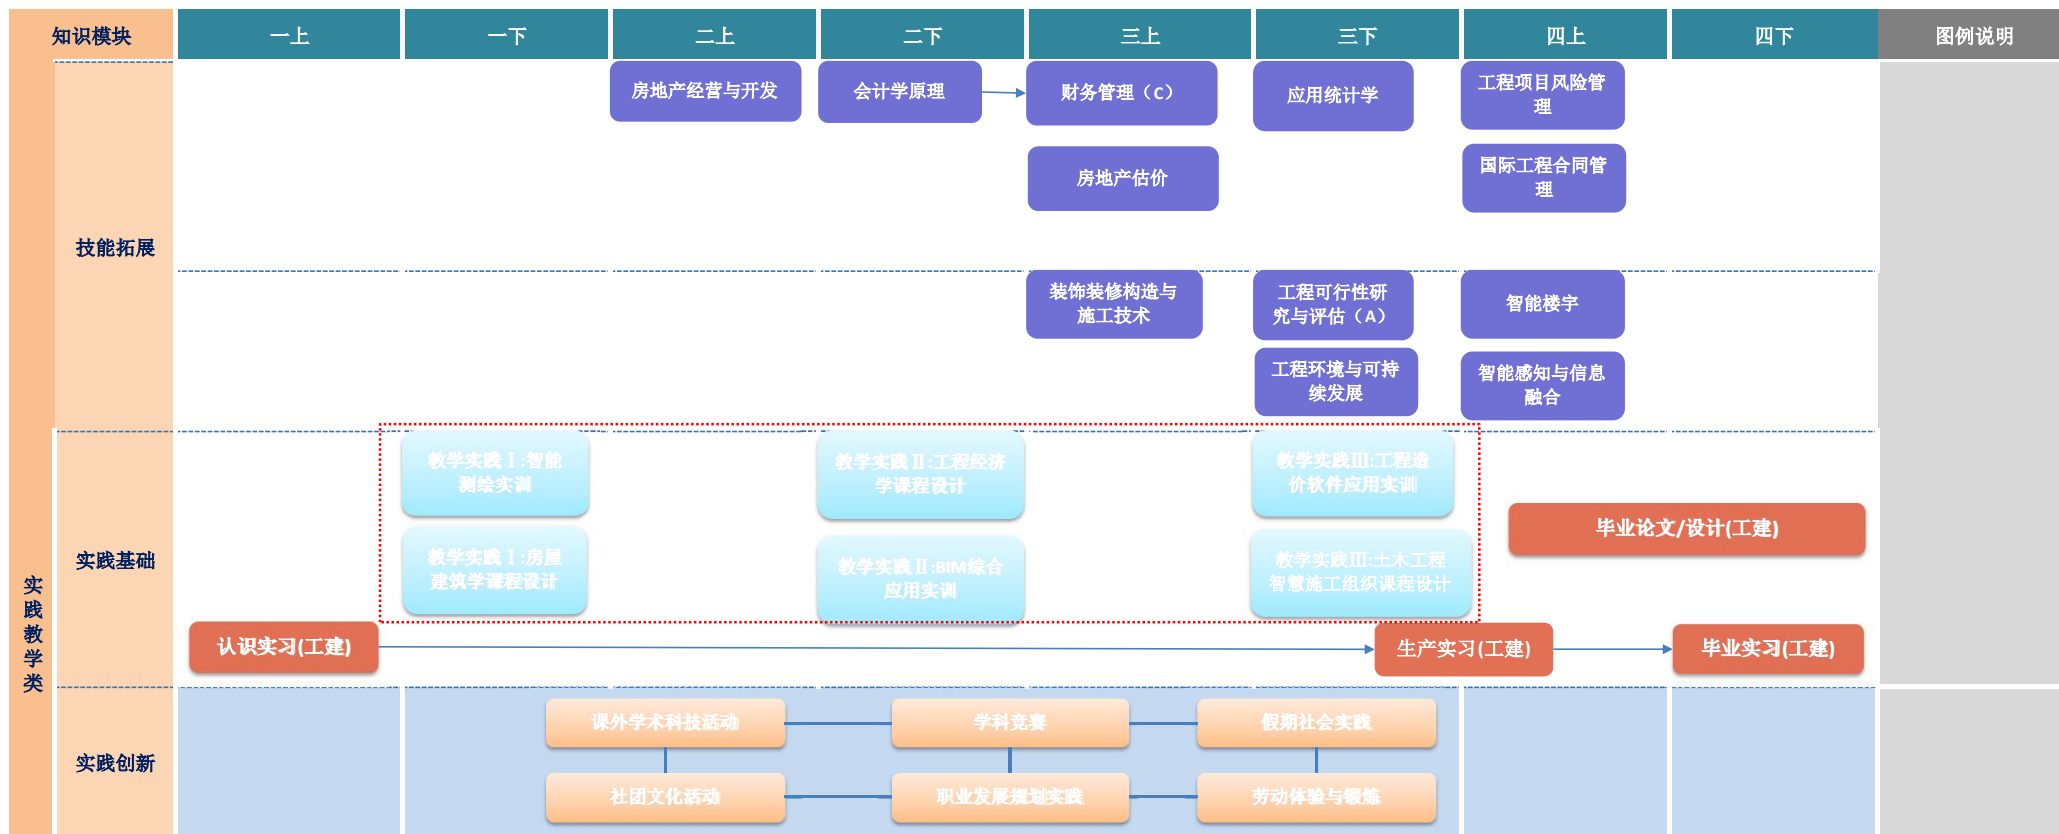 知识模块
一上
一下
二上
二下
三上
三下
四上
四下
图例说明
技能拓展
房地产经营与开发
会计学原理
财务管理（C）
应用统计学
工程项目风险管
理
房地产估价
国际工程合同管
理
装饰装修构造与
施工技术
工程可行性研
究与评估（A）
智能楼宇
工程环境与可持
续发展
智能感知与信息
融合
实践教学类
实践基础
教学实践Ⅰ:智能
测绘实训
教学实践Ⅱ:工程经济
学课程设计
教学实践Ⅲ:工程造
价软件应用实训
毕业论文/设计(工建)
教学实践Ⅰ:房屋
建筑学课程设计
教学实践Ⅱ:BIM综合
应用实训
教学实践Ⅲ:土木工程
智慧施工组织课程设计
认识实习(工建)
生产实习(工建)
毕业实习(工建)
实践创新
课外学术科技活动
学科竞赛
假期社会实践
社团文化活动
职业发展规划实践
劳动体验与锻炼